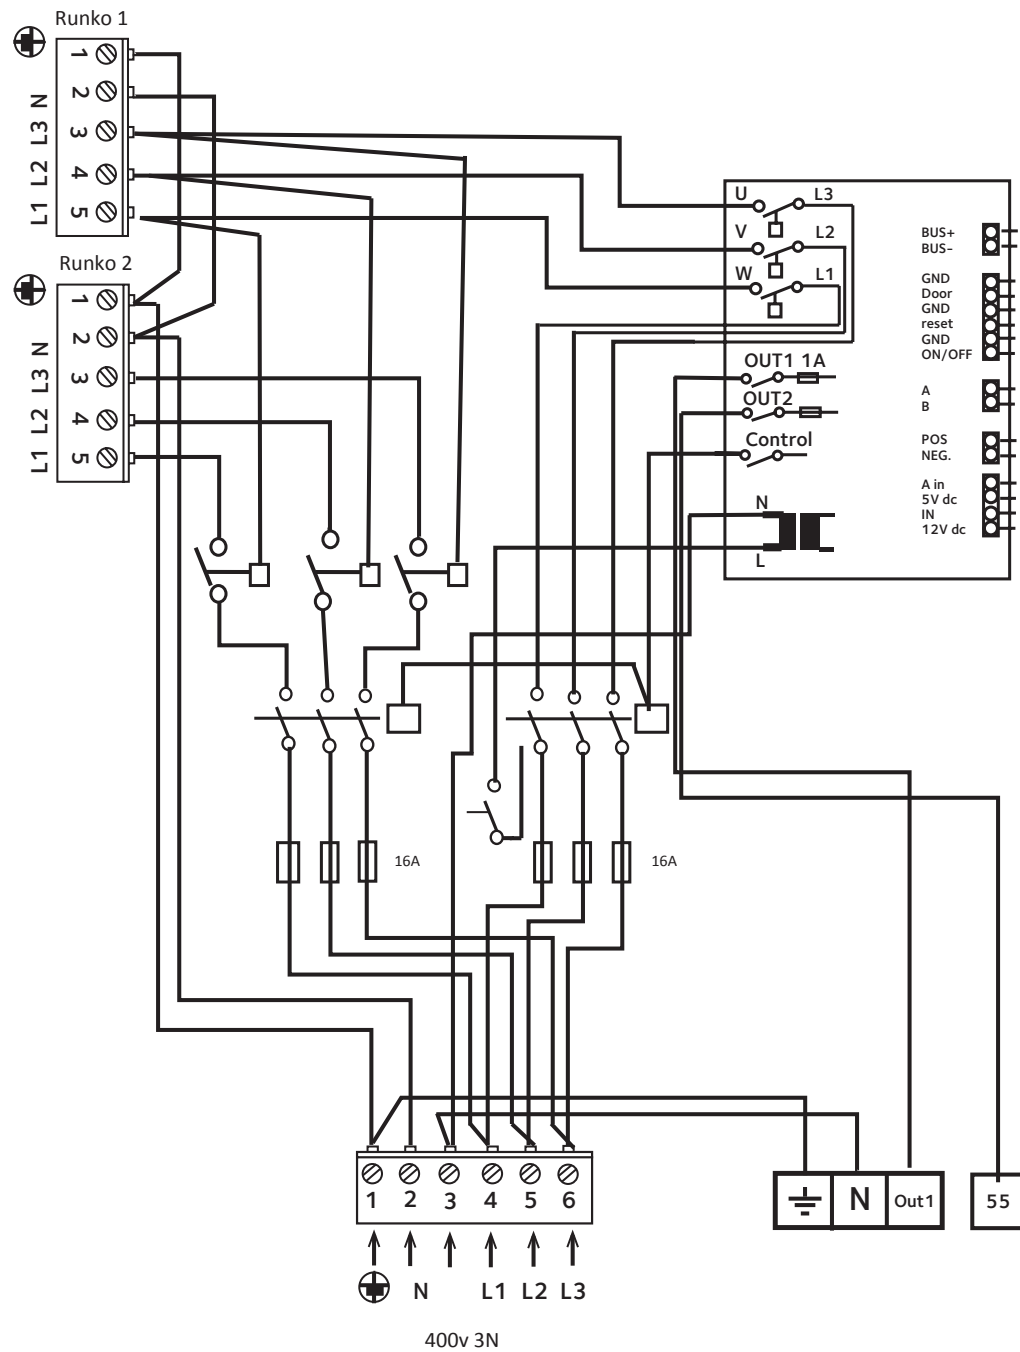 Runko 1
1
2
3
4
5
L1 L2 L3 N
Runko 2
1
2
3
4
5
L1 L2 L3 N
U
L3
V
L2
W
L1
OUT1 1A
OUT2
Control
N
L
BUS+
BUS-
GND
Door
GND
reset
GND
ON/OFF
A
B
POS
NEG.
A in
5V dc
IN
12V dc
16A
16A
1 2 3 4 5 6
N L1 L2 L3
400v 3N
N
Out1
55